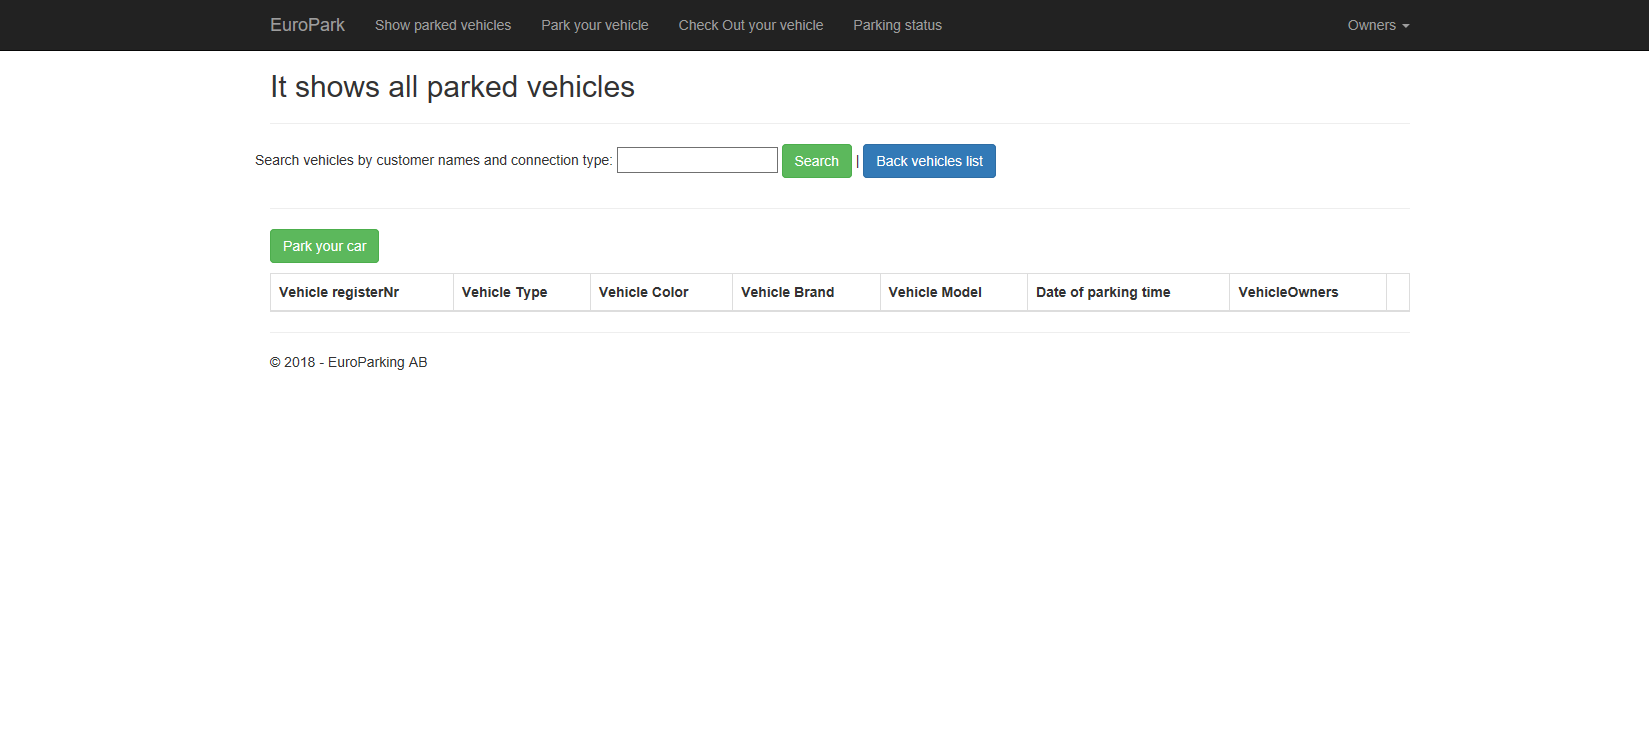 EuroPark Show parked vehicles Park your vehicle Check Out your vehicle Parking status Owners
It shows all parked vehicles
Search vehicles by customer names and connection type: Search | Back vehicles list
Park your car
Vehicle registerNr Vehicle Type Vehicle Color Vehicle Brand Vehicle Model Date of parking time VehicleOwners
© 2018 - EuroParking AB